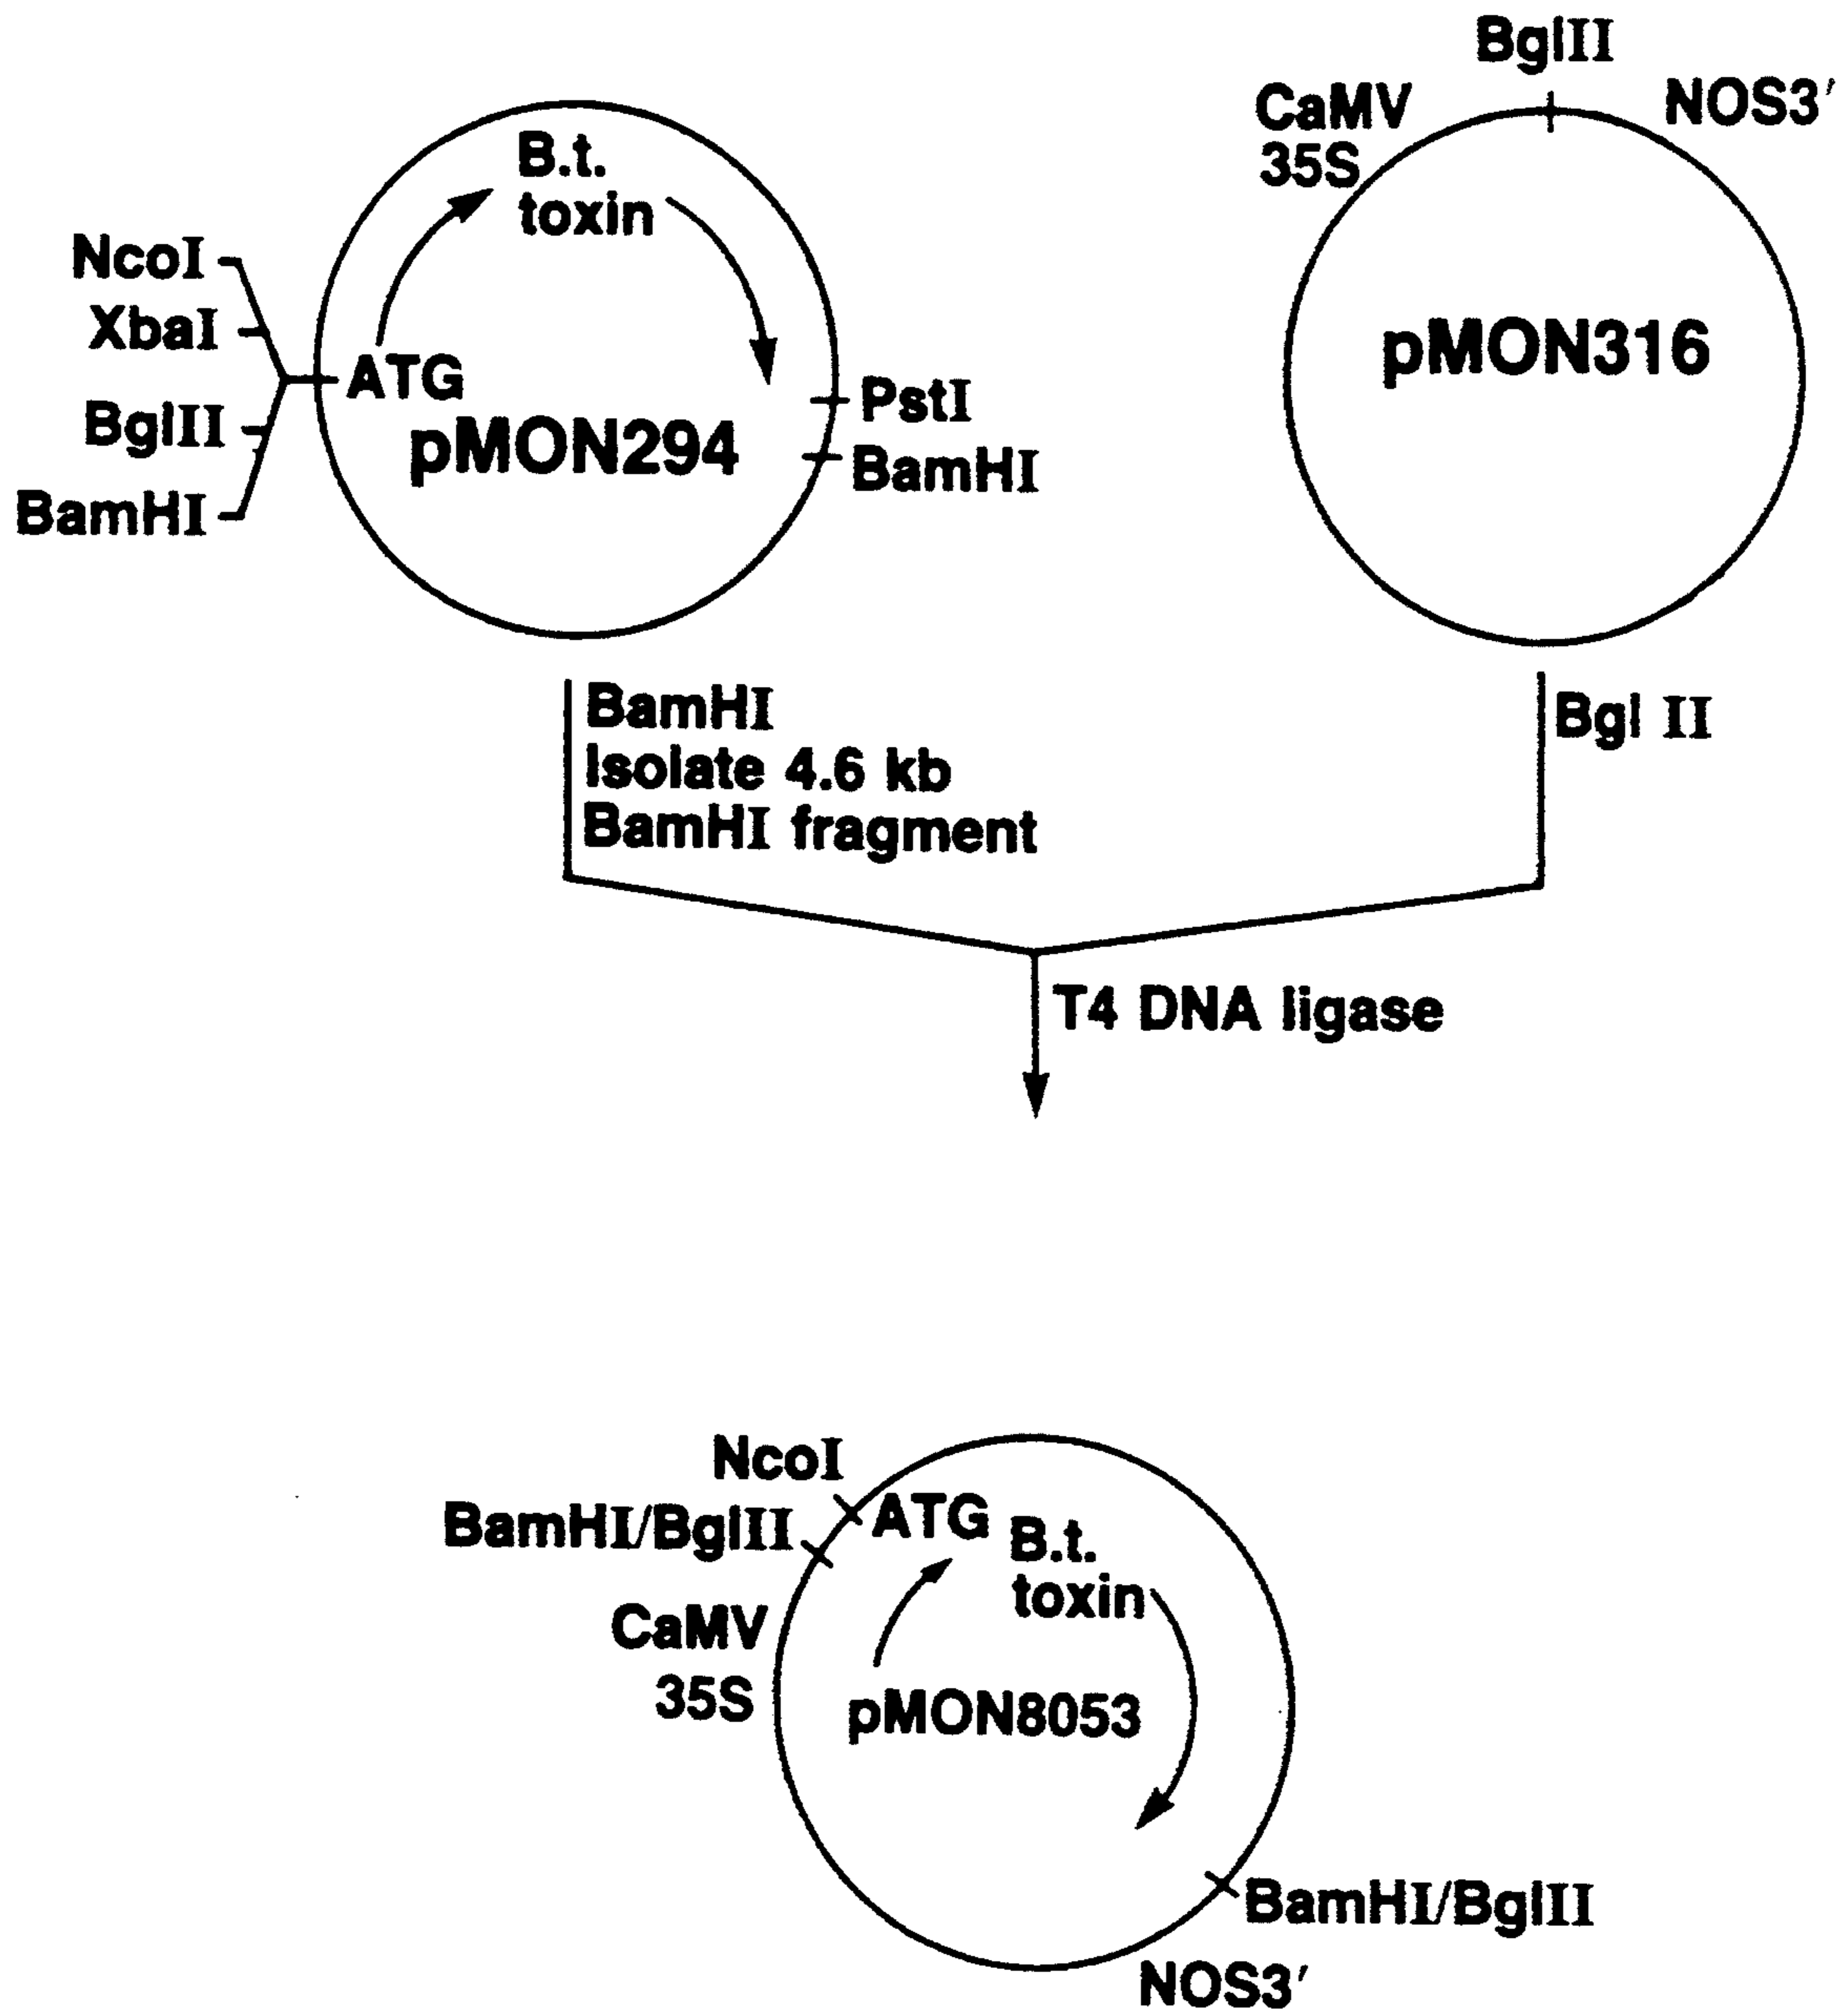 B.t.
toxin
NcoI
XbaI
ATG
BglII
BamHI
pMON294
PstI
BamHI
BglII
CaMV
35S
NOS3′
pMON316
BamHI
Isolate 4.6 kb
BamHI fragment
Bgl II
T4 DNA ligase
NcoI
BamHI/BglII
ATG
B.t.
toxin
CaMV
35S
pMON8053
BamHI/BglII
NOS3′